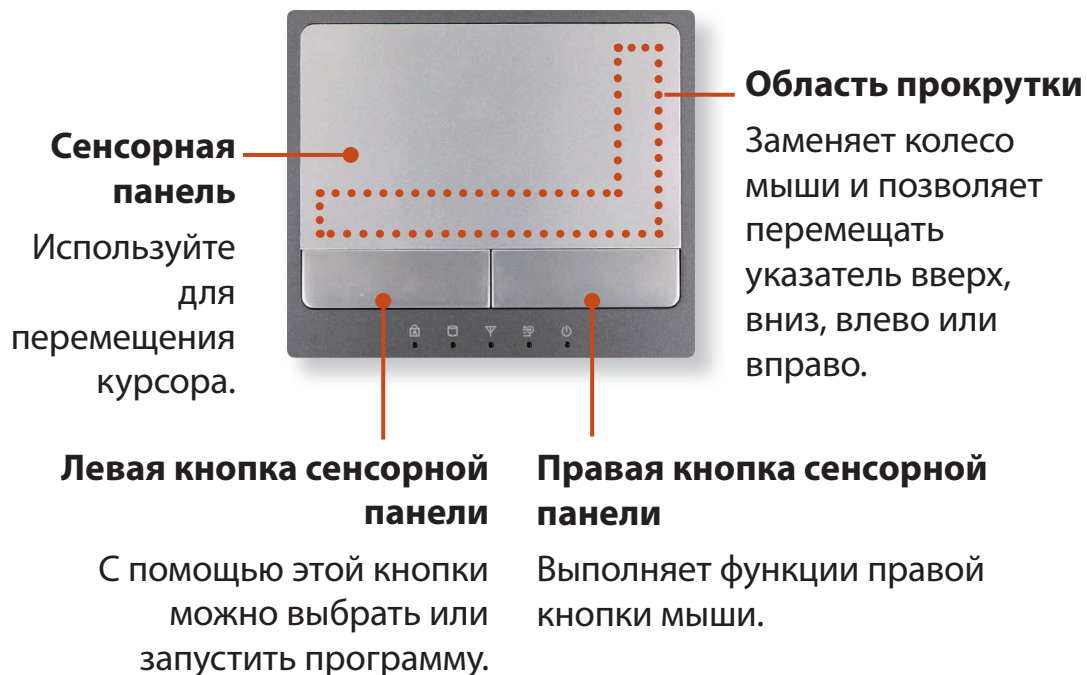 Сенсорная
панель
Используйте
для
перемещения
курсора.
Область прокрутки
Заменяет колесо
мыши и позволяет
перемещать
указатель вверх,
вниз, влево или
вправо.
Левая кнопка сенсорной
панели
С помощью этой кнопки
можно выбрать или
запустить программу.
Правая кнопка сенсорной
панели
Выполняет функции правой
кнопки мыши.